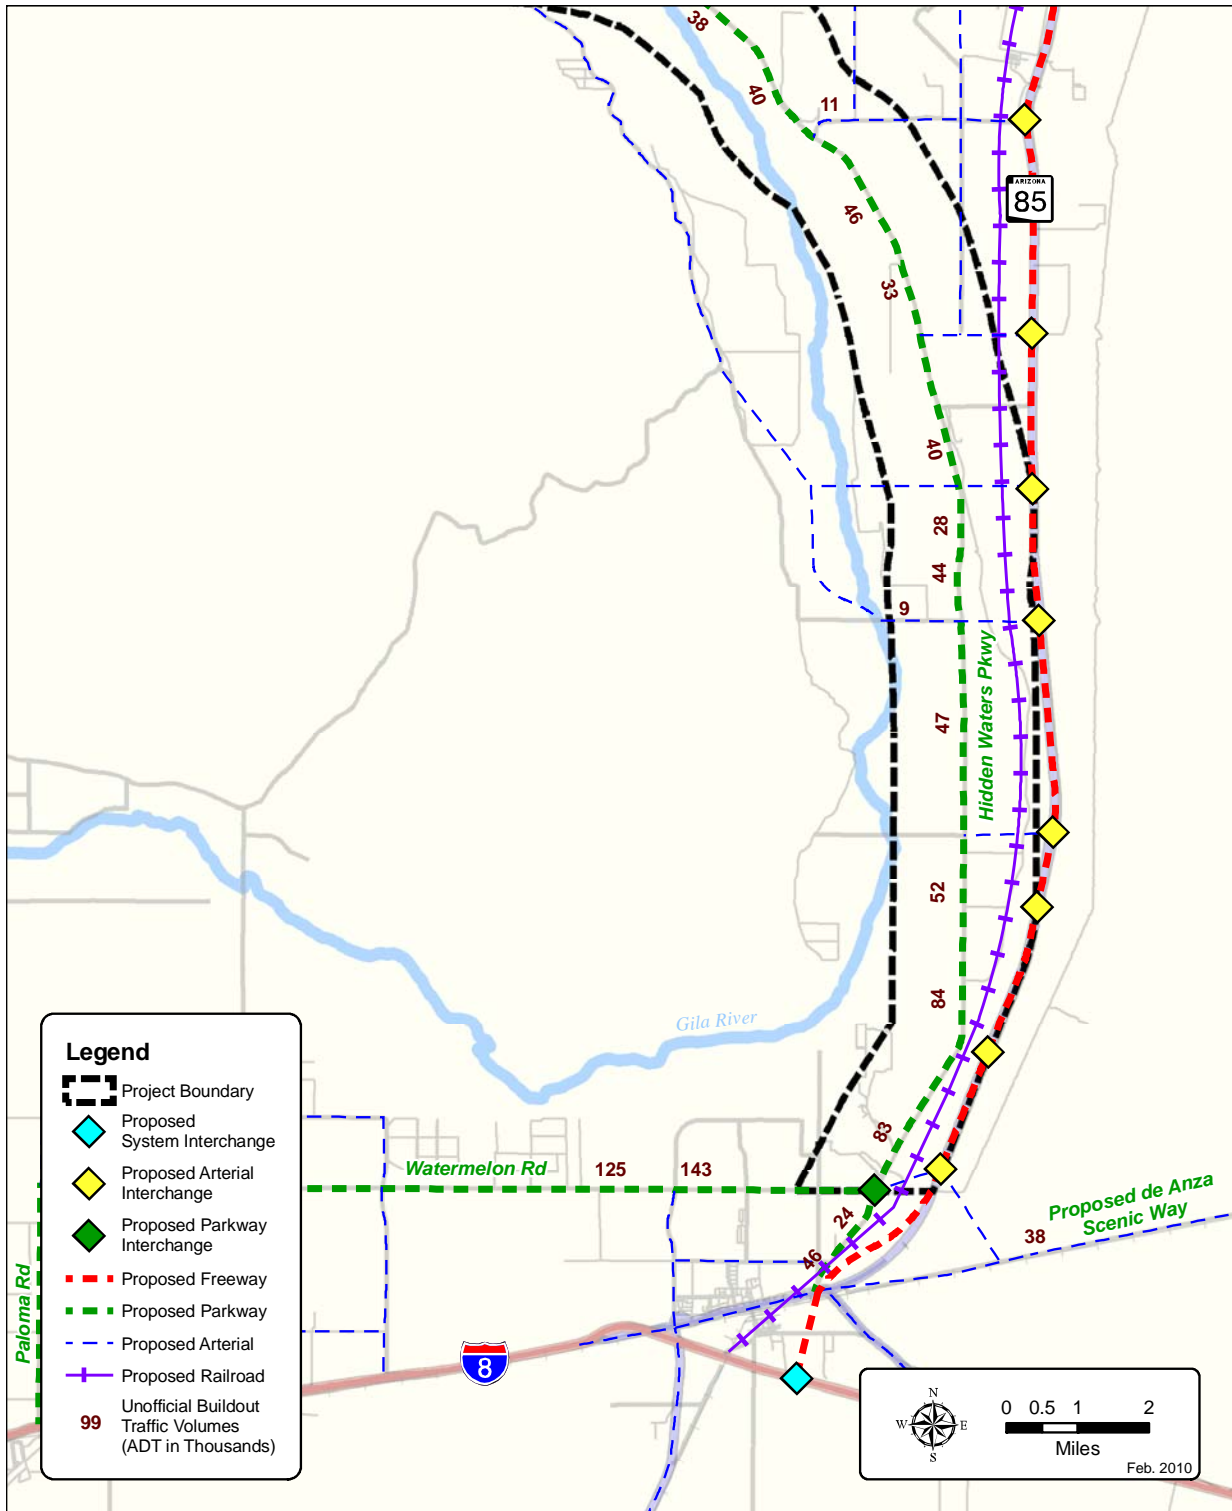 38
40
11
ARIZONA
85
46
33
40
28
44
9
Hidden Waters Pkwy
47
52
84
Gila River
83
Watermelon Rd
125
143
24
46
Proposed de Anza
Scenic Way
38
Paloma Rd
8
Legend
Project Boundary
Proposed
System Interchange
Proposed Arterial
Interchange
Proposed Parkway
Interchange
Proposed Freeway
Proposed Parkway
Proposed Arterial
Proposed Railroad
99
Unofficial Buildout
Traffic Volumes
(ADT in Thousands)
N
W
E
S
0 0.5 1 2
Miles
Feb. 2010